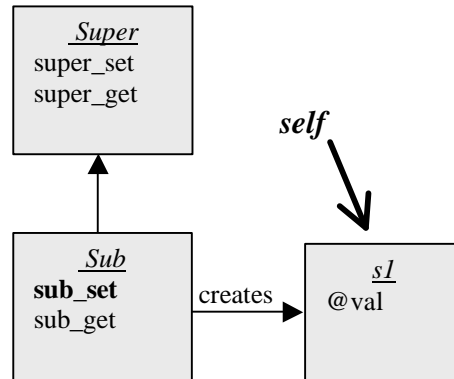 Super
super_set
super_get
self
Sub
sub_set
sub_get
creates
s1
@val